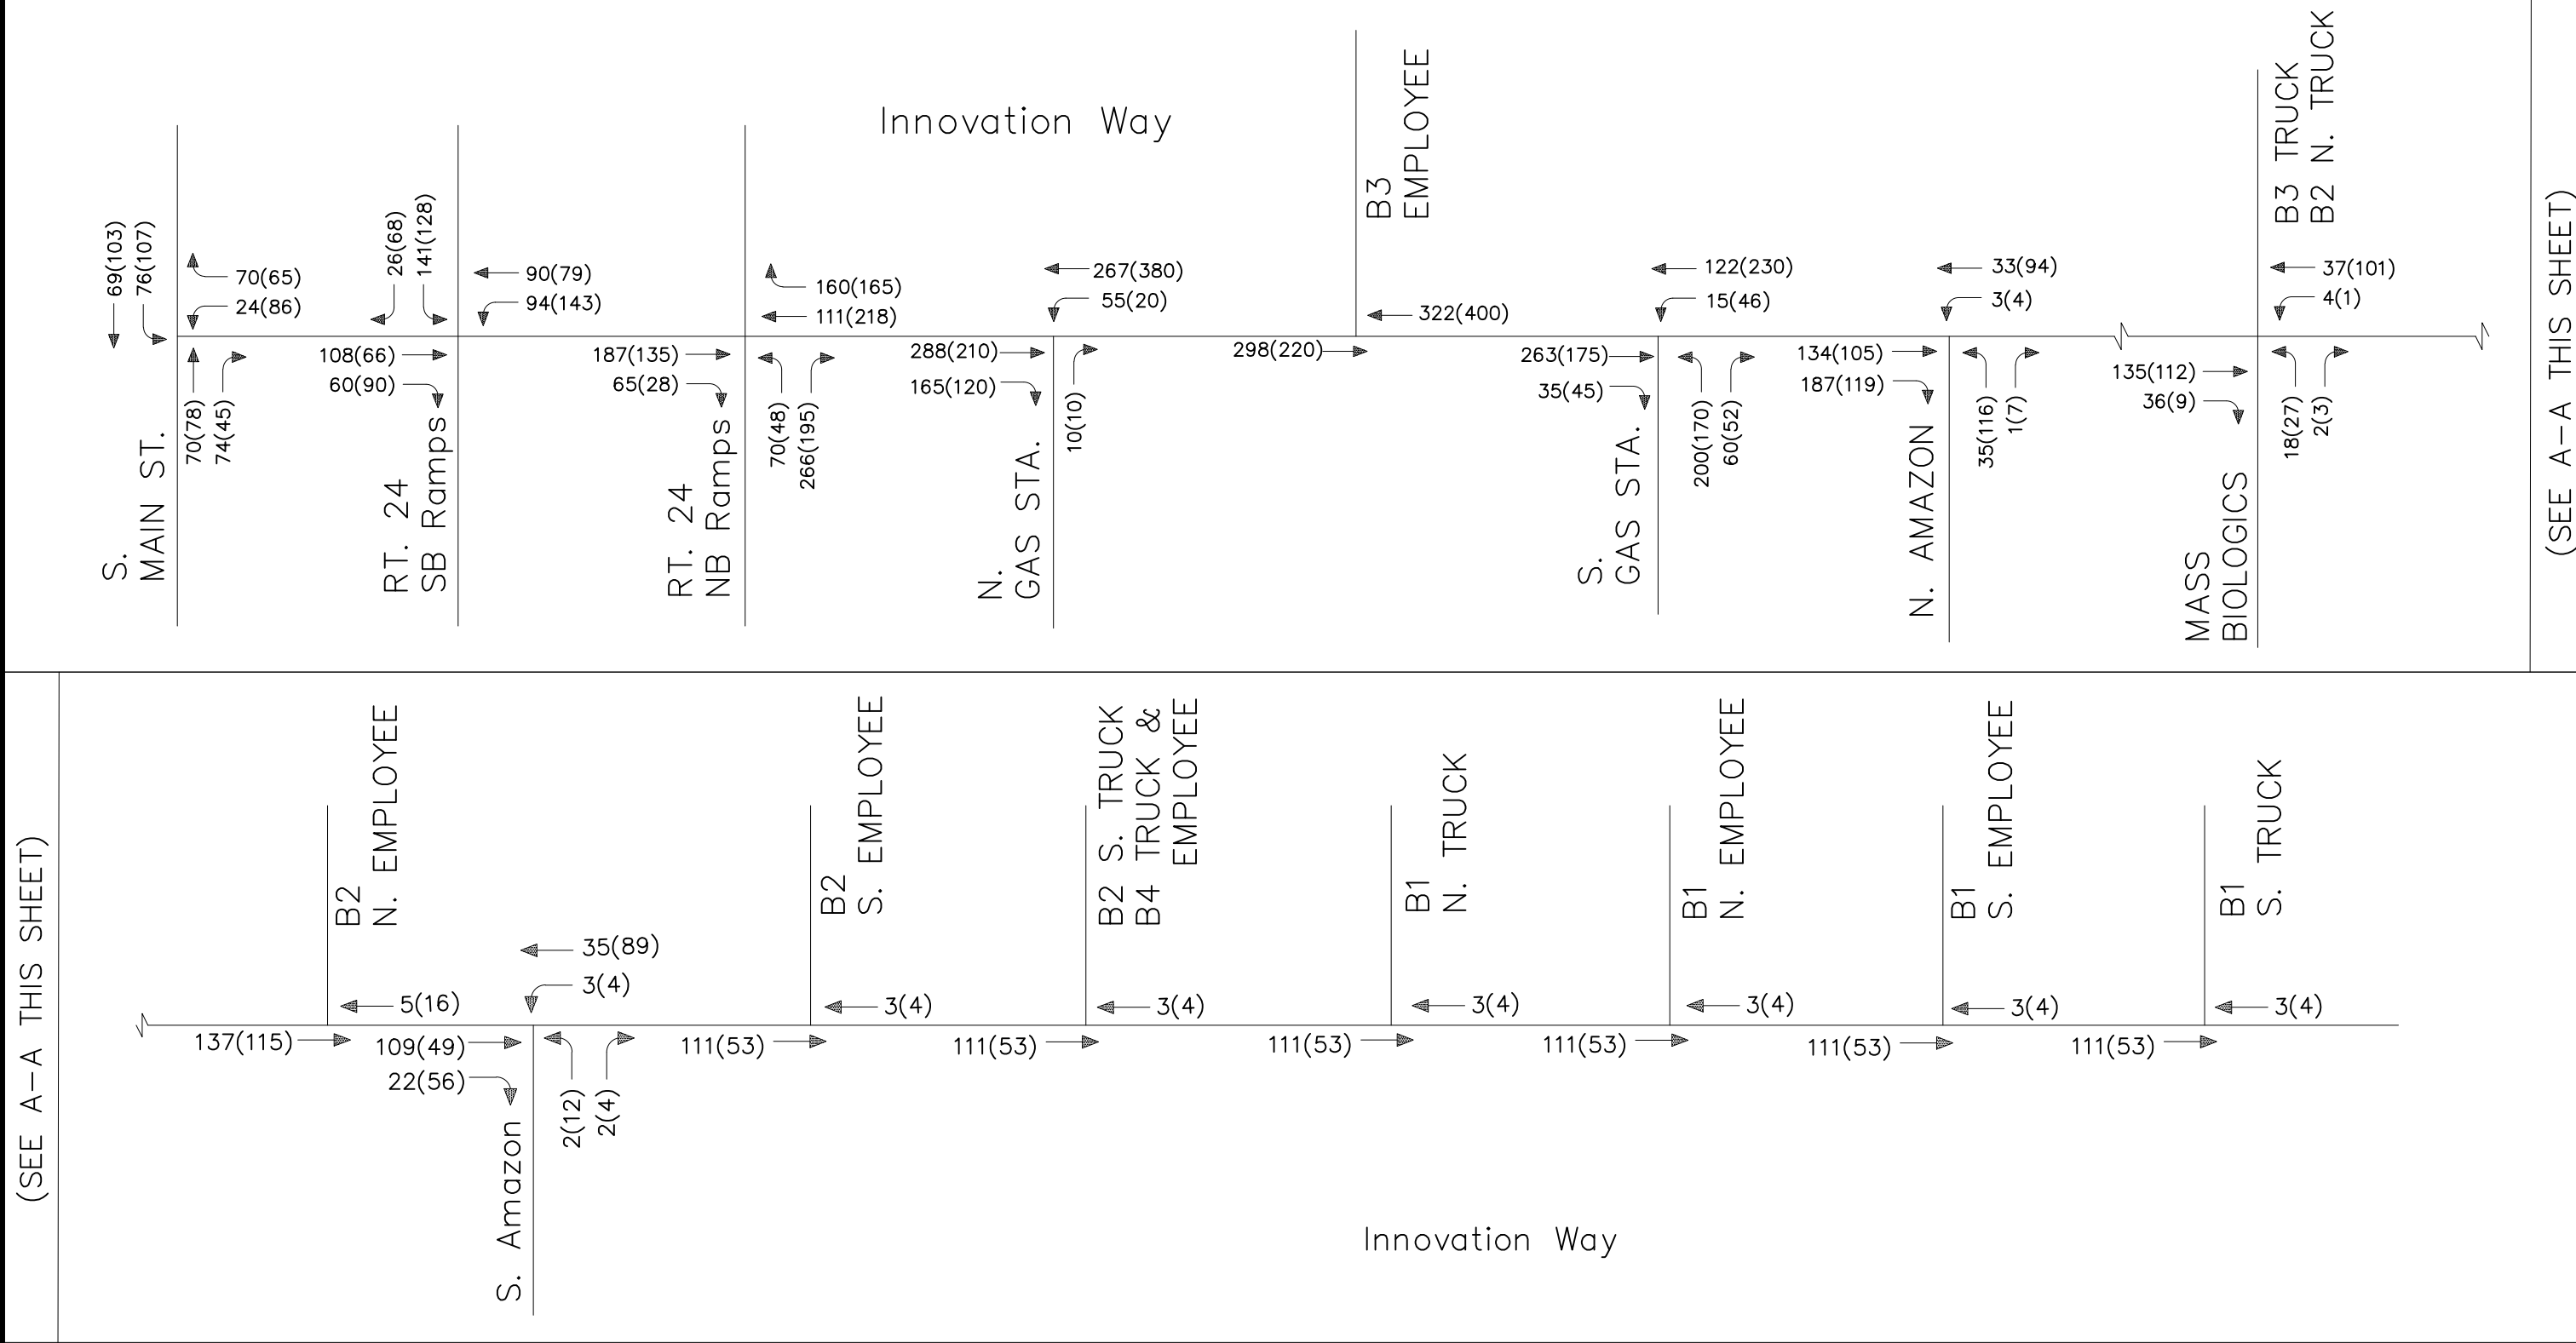 Innovation Way
B3
EMPLOYEE
B3 TRUCK
B2 N. TRUCK
(SEE A-A THIS SHEET)
69(103)
76(107)
70(65)
24(86)
70(78)
74(45)
S.
MAIN ST.
26(68)
141(128)
90(79)
94(143)
108(66)
60(90)
RT. 24
SB Ramps
160(165)
111(218)
187(135)
65(28)
70(48)
266(195)
RT. 24
NB Ramps
267(380)
55(20)
288(210)
165(120)
10(10)
N.
GAS STA.
322(400)
298(220)
122(230)
15(46)
263(175)
35(45)
200(170)
60(52)
S.
GAS STA.
33(94)
3(4)
134(105)
187(119)
35(116)
1(7)
N. AMAZON
37(101)
4(1)
135(112)
36(9)
18(27)
2(3)
MASS
BIOLOGICS
(SEE A-A THIS SHEET)
B2
N. EMPLOYEE
5(16)
137(115)
35(89)
3(4)
109(49)
22(56)
2(12)
2(4)
S. Amazon
B2
S. EMPLOYEE
3(4)
111(53)
B2 S. TRUCK
B4 TRUCK &
EMPLOYEE
3(4)
111(53)
B1
N. TRUCK
3(4)
111(53)
B1
N. EMPLOYEE
3(4)
111(53)
B1
S. EMPLOYEE
3(4)
111(53)
B1
S. TRUCK
3(4)
111(53)
Innovation Way